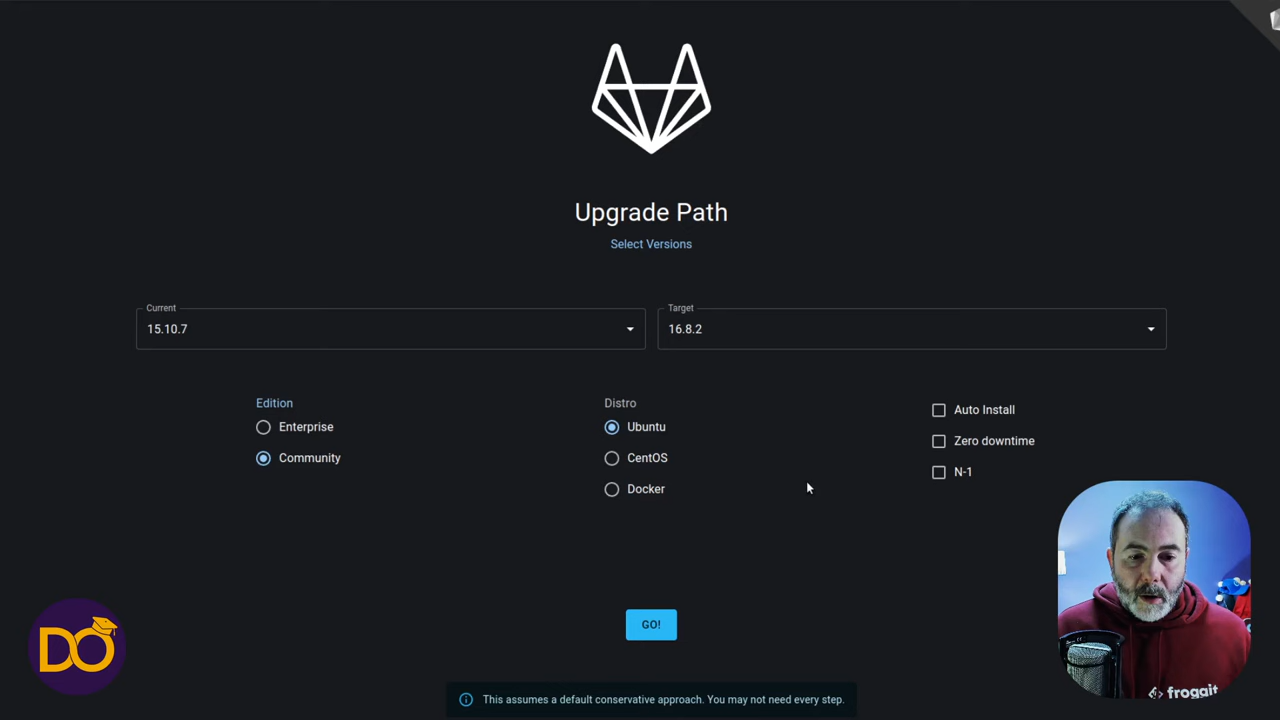 Upgrade Path
Select Versions
Current
15.10.7
Target
16.8.2
Edition
Enterprise
Community
Distro
Ubuntu
CentOS
Docker
Auto Install
Zero downtime
N-1
GO!
This assumes a default conservative approach. You may not need every step.
DO
froggit